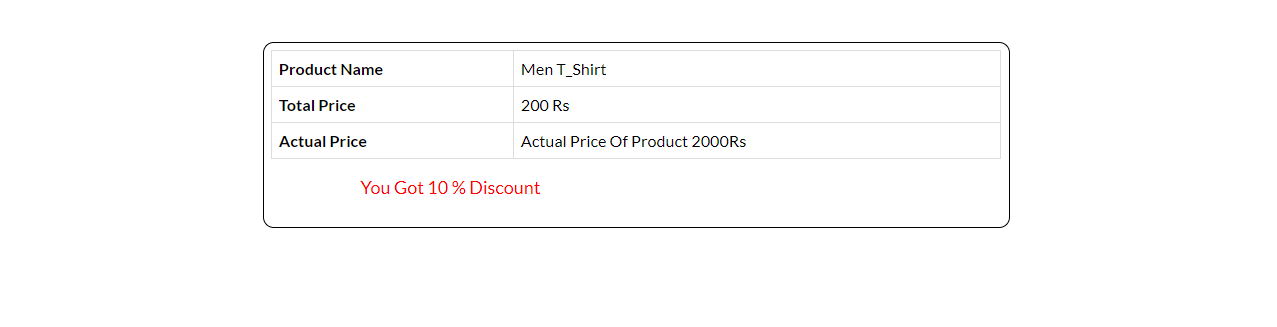 Product Name Men T_Shirt
Total Price 200 Rs
Actual Price Actual Price Of Product 2000Rs
You Got 10 % Discount